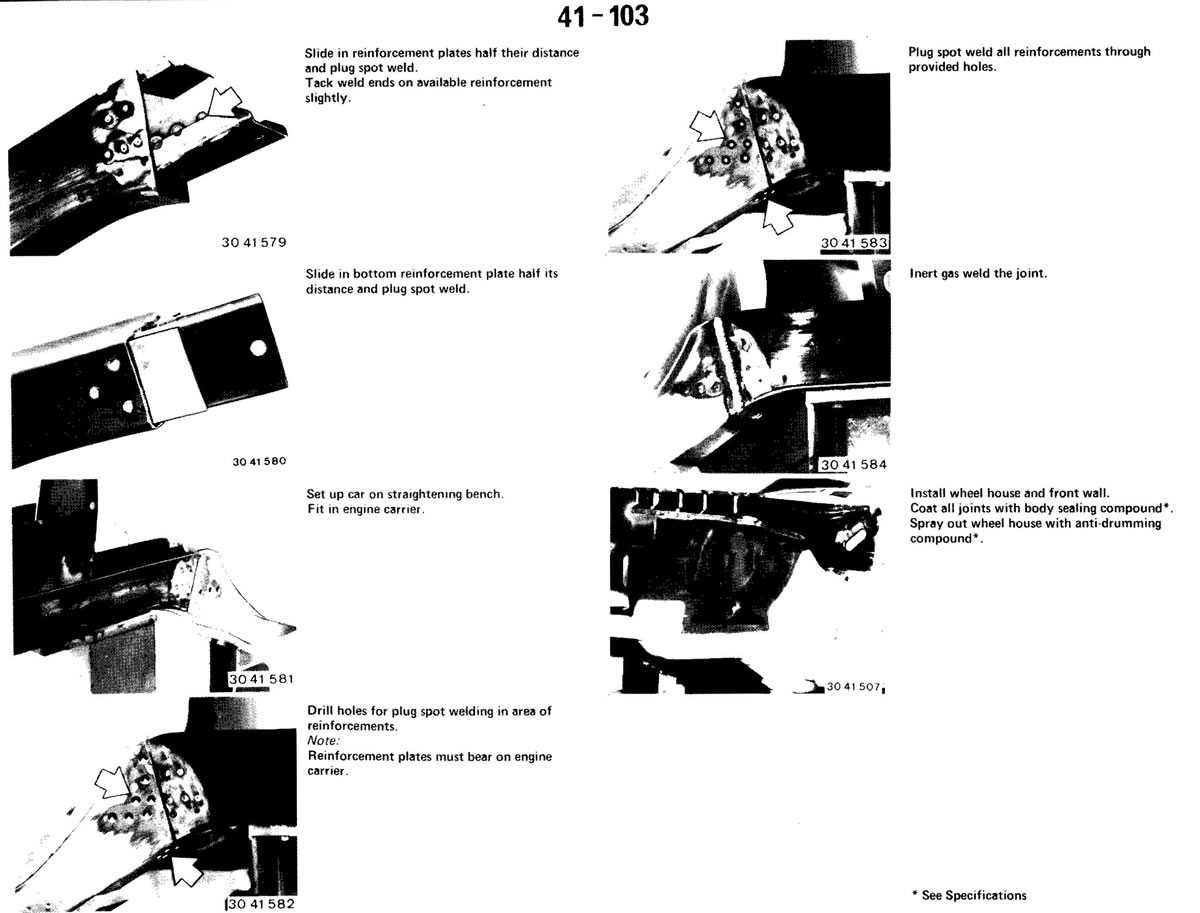 41-103
Slide in reinforcement plates half their distance
and plug spot weld.
Tack weld ends on available reinforcement
slightly.
30 41 579
Slide in bottom reinforcement plate half its
distance and plug spot weld.
30 41 580
Set up car on straightening bench.
Fit in engine carrier.
30 41 581
Drill holes for plug spot welding in area of
reinforcements.
Note:
Reinforcement plates must bear on engine
carrier.
30 41 582
Plug spot weld all reinforcements through
provided holes.
30 41 583
Inert gas weld the joint.
30 41 584
Install wheel house and front wall.
Coat all joints with body sealing compound*.
Spray out wheel house with anti-drumming
compound*.
30 41 507
* See Specifications